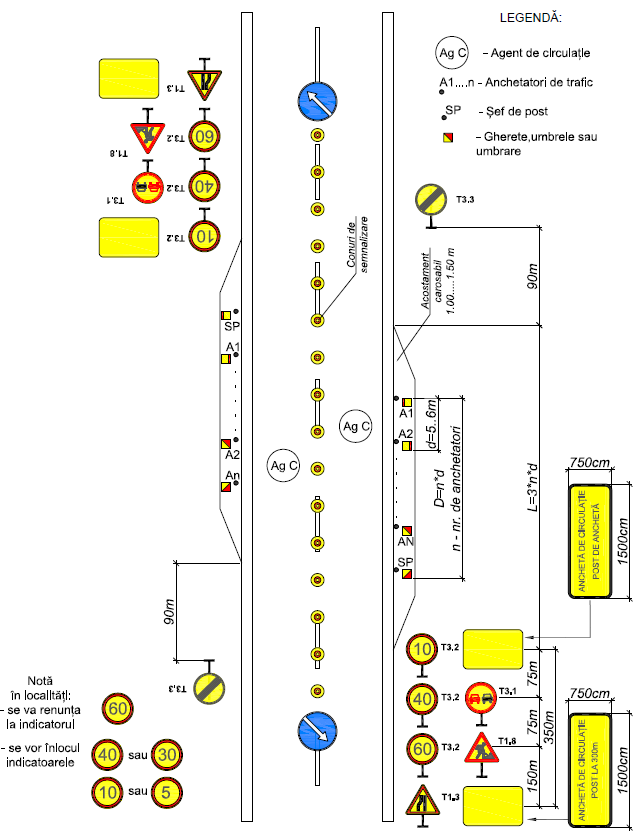 LEGENDĂ:
Ag C
- Agent de circulație
A1....n - Anchetatori de trafic
SP
- Șef de post
- Gherete,umbrele sau
umbrare
T1.3
T3.2
60
T1.8
T3.2
40
T3.1
T3.2
10
T3.3
Conuri de
semnalizare
Acostament
carosabil
1.00.....1.50 m
90m
SP
A1
A2
An
Ag C
Ag C
A1
A2
AN
SP
d=5..6m
D=n*d
n - nr. de anchetatori
L=3*n*d
750cm
1500cm
ANCHETĂ DE CIRCULAȚIE
POST DE ANCHETĂ
90m
T3.3
10
T3.2
40
T3.2
T3.1
60
T3.2
T1.8
T1.3
75m
75m
150m
350m
750cm
1500cm
ANCHETĂ DE CIRCULAȚIE
POST LA 300m
Notă
în localități:
- se va renunța
la indicatorul
60
- se vor înlocui
indicatoarele
40 sau 30
10 sau 5